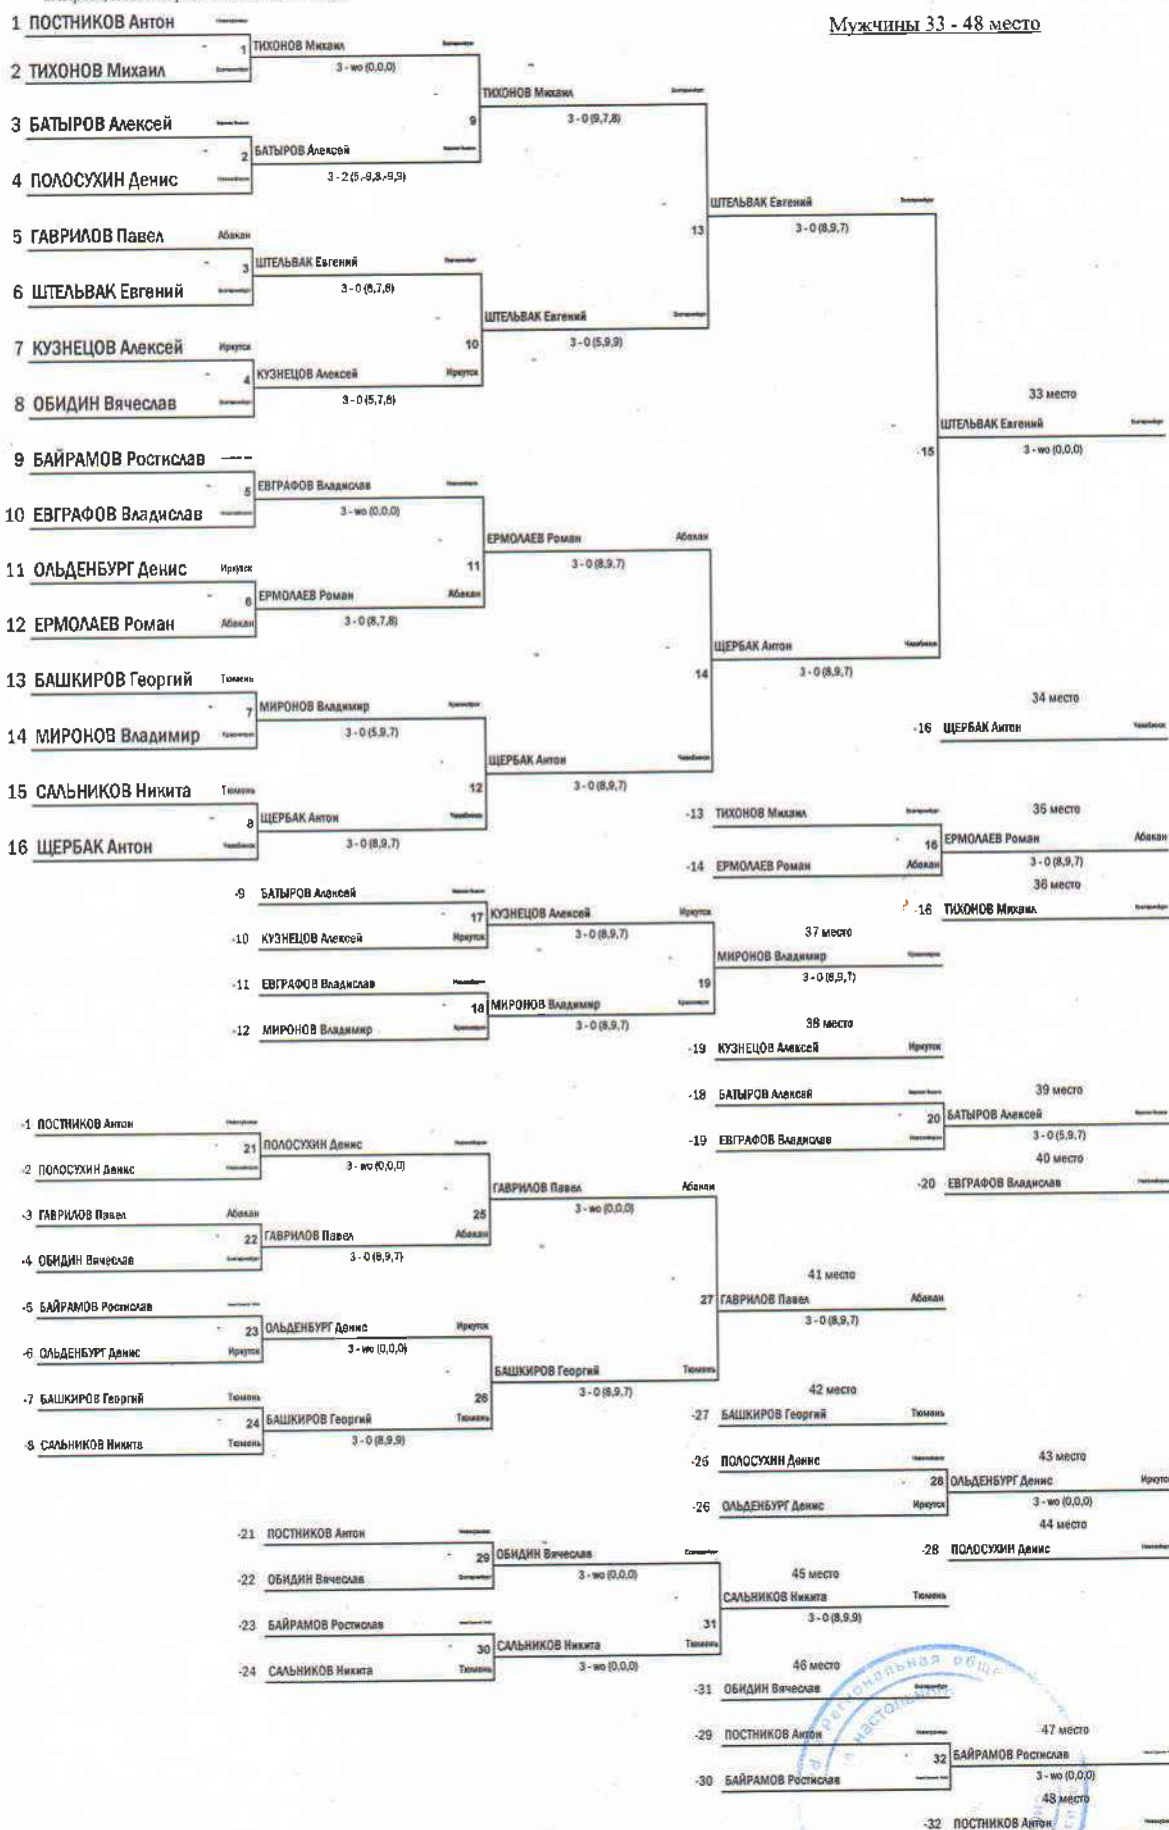 Мужчины 33 - 48 место
1 ПОСТНИКОВ Антон
1 ТИХОНОВ Михаил
3 - wo (0,0,0)
2 ТИХОНОВ Михаил
ТИХОНОВ Михаил
9 3 - 0 (9,7,8)
3 БАТЫРОВ Алексей
2 БАТЫРОВ Алексей
3 - 2 (5,-9,8,-9,9)
4 ПОЛОСУХИН Денис
ШТЕЛЬВАК Евгений
13 3 - 0 (8,9,7)
5 ГАВРИЛОВ Павел Абакан
3 ШТЕЛЬВАК Евгений
6 ШТЕЛЬВАК Евгений
ШТЕЛЬВАК Евгений
10 3 - 0 (5,9,9)
7 КУЗНЕЦОВ Алексей Иркутск
4 КУЗНЕЦОВ Алексей Иркутск
3 - 0 (5,7,8)
8 ОБИДИН Вячеслав
33 место
ШТЕЛЬВАК Евгений
15 3 - wo (0,0,0)
9 БАЙРАМОВ Ростислав ----
5 ЕВГРАФОВ Владислав
3 - wo (0,0,0)
10 ЕВГРАФОВ Владислав
ЕРМОЛАЕВ Роман Абакан
11 3 - 0 (8,9,7)
11 ОЛЬДЕНБУРГ Денис Иркутск
6 ЕРМОЛАЕВ Роман Абакан
3 - 0 (8,7,8)
12 ЕРМОЛАЕВ Роман Абакан
ЩЕРБАК Антон
14 3 - 0 (8,9,7)
13 БАШКИРОВ Георгий Тюмень
7 МИРОНОВ Владимир
3 - 0 (5,9,7)
14 МИРОНОВ Владимир
34 место
-16 ЩЕРБАК Антон
ЩЕРБАК Антон
12 3 - 0 (8,9,7)
15 САЛЬНИКОВ Никита Тюмень
8 ЩЕРБАК Антон
3 - 0 (8,9,7)
16 ЩЕРБАК Антон
-13 ТИХОНОВ Михаил
35 место
16 ЕРМОЛАЕВ Роман Абакан
3 - 0 (8,9,7)
-14 ЕРМОЛАЕВ Роман Абакан
36 место
-16 ТИХОНОВ Михаил
-9 БАТЫРОВ Алексей
17 КУЗНЕЦОВ Алексей Иркутск
3 - 0 (8,9,7)
-10 КУЗНЕЦОВ Алексей Иркутск
37 место
МИРОНОВ Владимир
19 3 - 0 (8,9,7)
-11 ЕВГРАФОВ Владислав
18 МИРОНОВ Владимир
3 - 0 (8,9,7)
-12 МИРОНОВ Владимир
38 место
-19 КУЗНЕЦОВ Алексей Иркутск
-18 БАТЫРОВ Алексей
39 место
20 БАТЫРОВ Алексей
3 - 0 (5,9,7)
-19 ЕВГРАФОВ Владислав
40 место
-20 ЕВГРАФОВ Владислав
-1 ПОСТНИКОВ Антон
21 ПОЛОСУХИН Денис
3 - wo (0,0,0)
-2 ПОЛОСУХИН Денис
ГАВРИЛОВ Павел Абакан
25 3 - wo (0,0,0)
-3 ГАВРИЛОВ Павел Абакан
22 ГАВРИЛОВ Павел Абакан
3 - 0 (8,9,7)
-4 ОБИДИН Вячеслав
41 место
27 ГАВРИЛОВ Павел Абакан
3 - 0 (8,9,7)
-5 БАЙРАМОВ Ростислав
23 ОЛЬДЕНБУРГ Денис Иркутск
3 - wo (0,0,0)
-6 ОЛЬДЕНБУРГ Денис Иркутск
БАШКИРОВ Георгий Тюмень
26 3 - 0 (8,9,7)
-7 БАШКИРОВ Георгий Тюмень
24 БАШКИРОВ Георгий Тюмень
3 - 0 (8,9,9)
-8 САЛЬНИКОВ Никита Тюмень
42 место
-27 БАШКИРОВ Георгий Тюмень
-25 ПОЛОСУХИН Денис
43 место
28 ОЛЬДЕНБУРГ Денис Иркутск
3 - wo (0,0,0)
-26 ОЛЬДЕНБУРГ Денис Иркутск
44 место
-28 ПОЛОСУХИН Денис
-21 ПОСТНИКОВ Антон
29 ОБИДИН Вячеслав
3 - wo (0,0,0)
-22 ОБИДИН Вячеслав
45 место
САЛЬНИКОВ Никита Тюмень
31 3 - 0 (8,9,9)
-23 БАЙРАМОВ Ростислав
30 САЛЬНИКОВ Никита Тюмень
3 - wo (0,0,0)
-24 САЛЬНИКОВ Никита Тюмень
46 место
-31 ОБИДИН Вячеслав
-29 ПОСТНИКОВ Антон
47 место
32 БАЙРАМОВ Ростислав
3 - wo (0,0,0)
-30 БАЙРАМОВ Ростислав
48 место
-32 ПОСТНИКОВ Антон